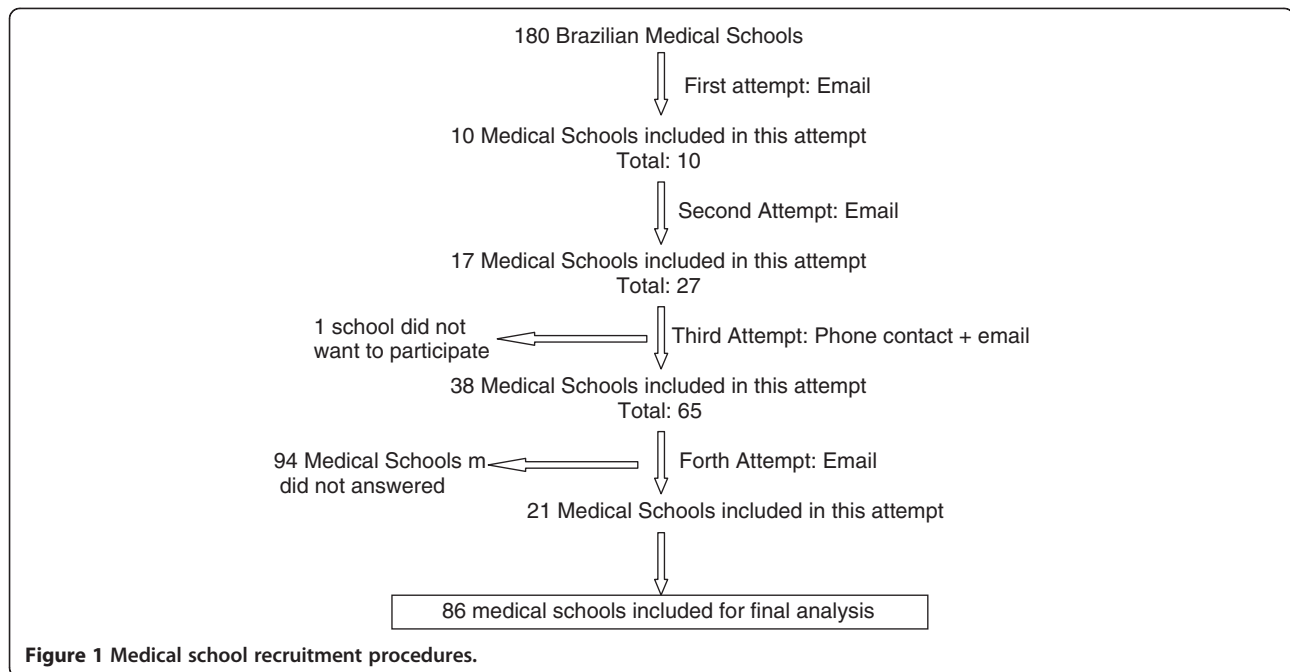 180 Brazilian Medical Schools
First attempt: Email
10 Medical Schools included in this attempt
Total: 10
Second Attempt: Email
17 Medical Schools included in this attempt
Total: 27
1 school did not
want to participate
Third Attempt: Phone contact + email
38 Medical Schools included in this attempt
Total: 65
94 Medical Schools m
did not answered
Forth Attempt: Email
21 Medical Schools included in this attempt
86 medical schools included for final analysis
Figure 1 Medical school recruitment procedures.